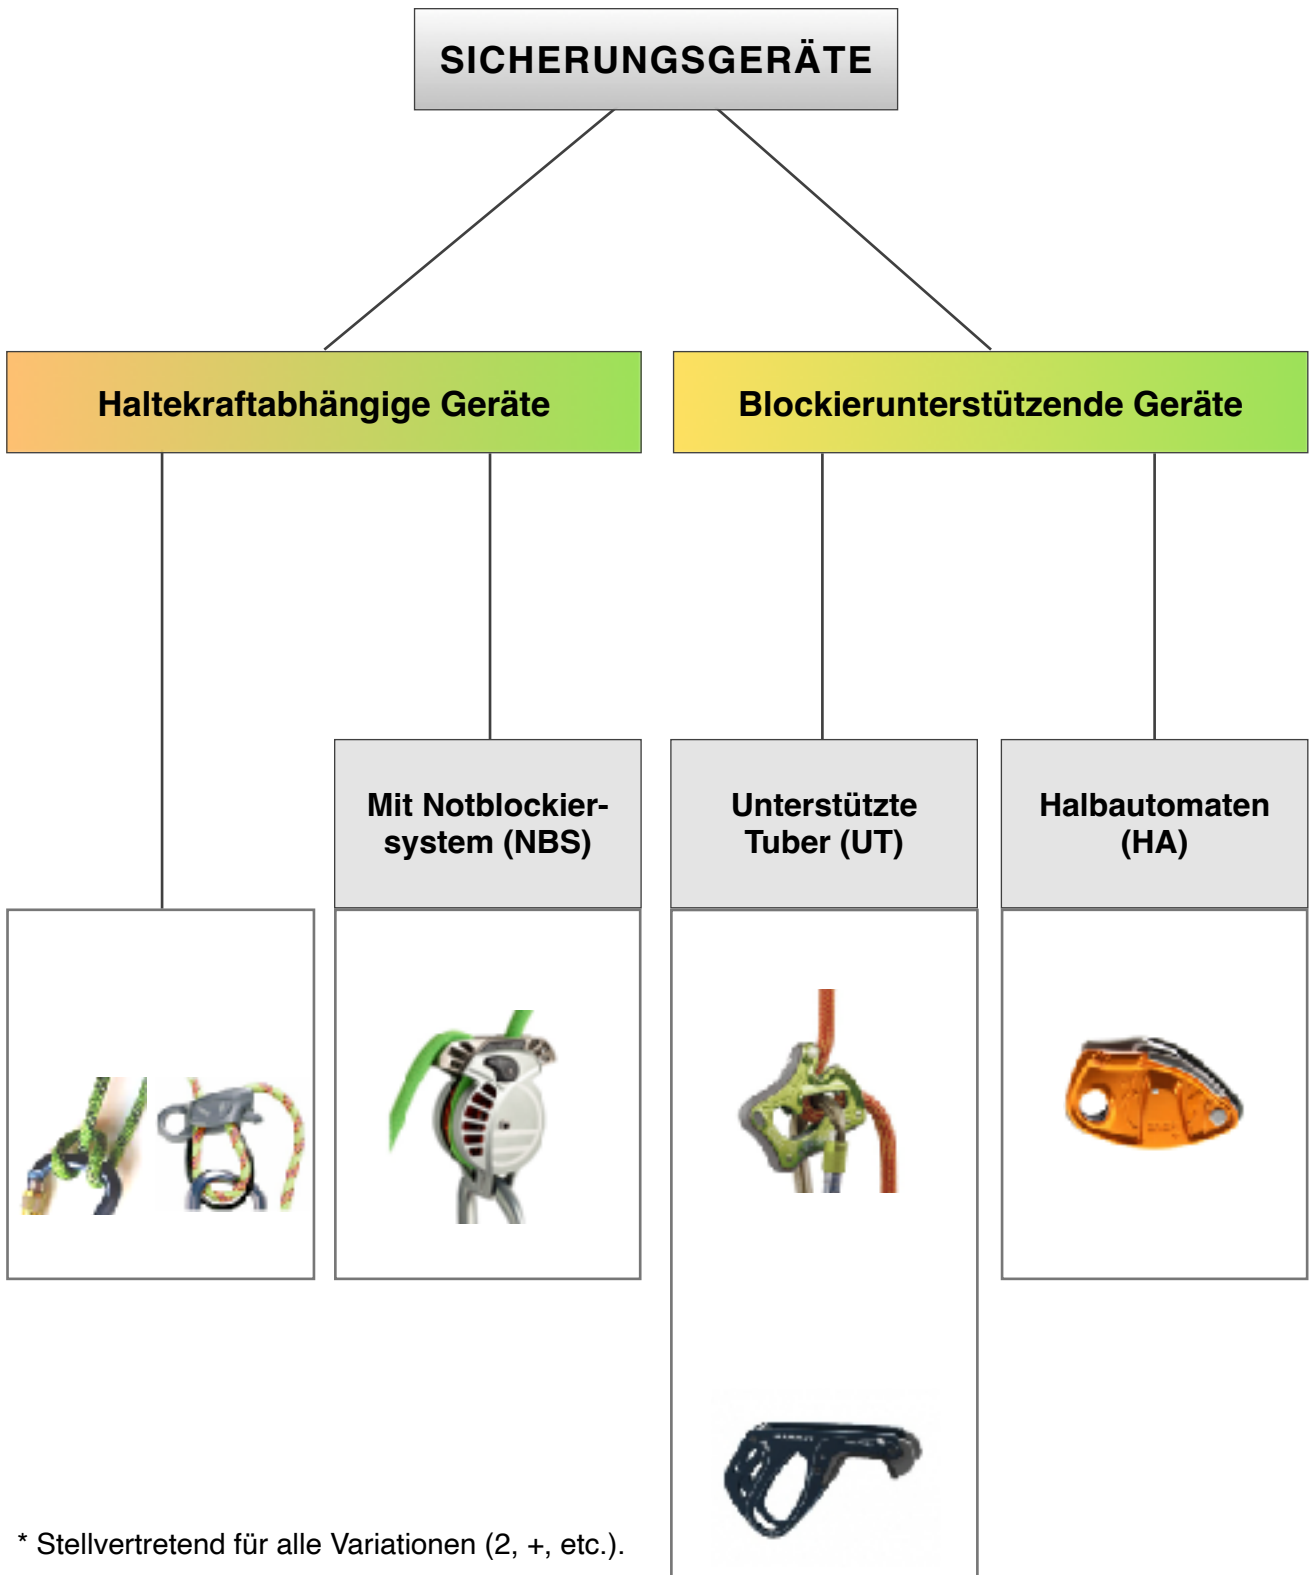 SICHERUNGSGERÄTE
Haltekraftabhängige Geräte
Blockierunterstützende Geräte
Mit Notblockier-
system (NBS)
Unterstützte
Tuber (UT)
Halbautomaten
(HA)
* Stellvertretend für alle Variationen (2, +, etc.).